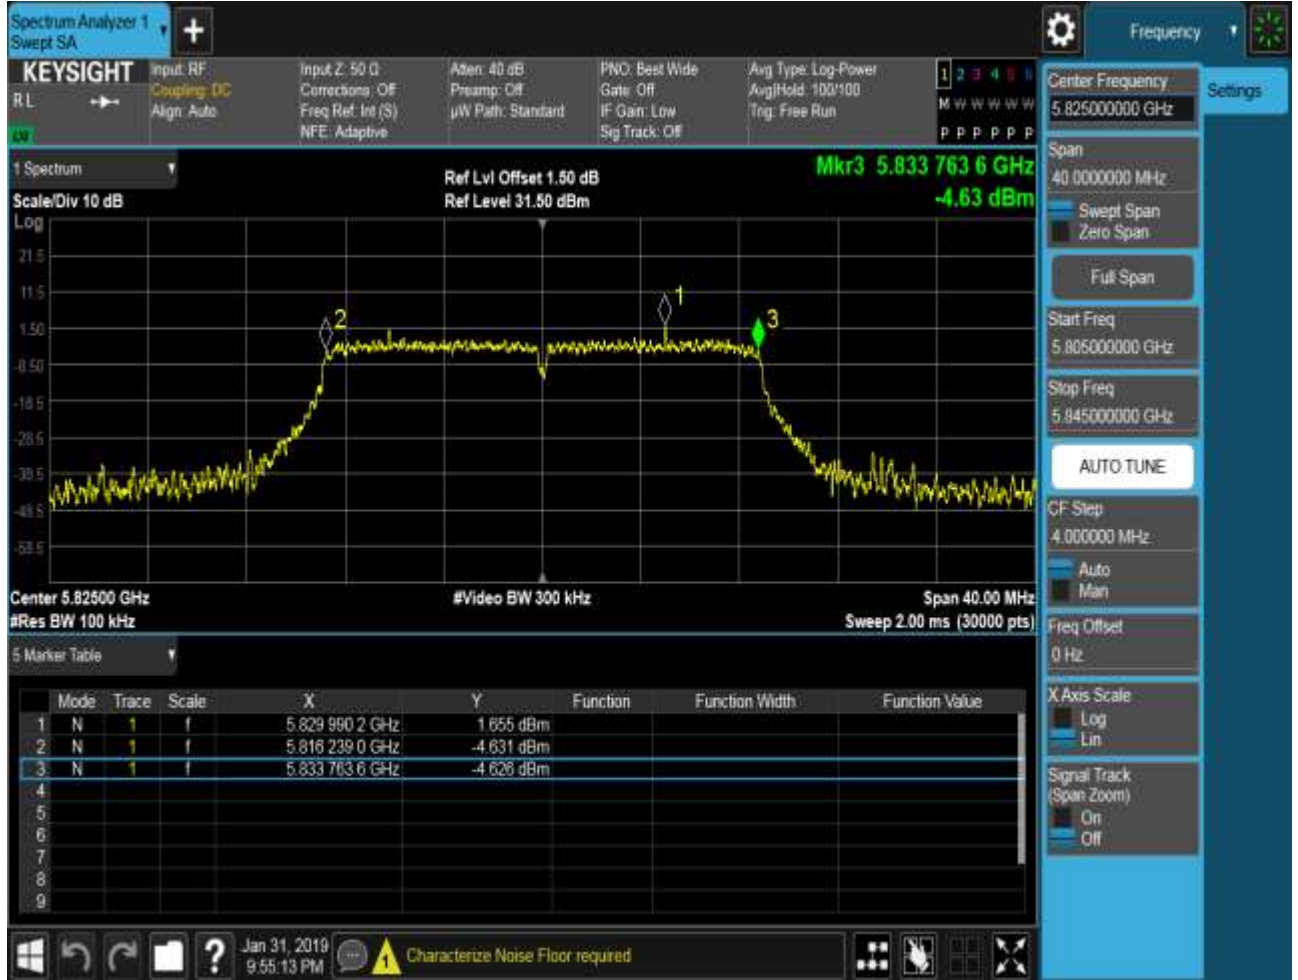 Spectrum Analyzer 1
Swept SA
Frequency
KEYSIGHT
RL
Input: RF
Coupling: DC
Align: Auto
Input Z: 50 Ω
Corrections: Off
Freq Ref: Int (S)
NFE: Adaptive
Atten: 40 dB
Preamp: Off
µW Path: Standard
PNO: Best Wide
Gate: Off
IF Gain: Low
Sig Track: Off
Avg Type: Log-Power
Avg|Hold: 100/100
Trig: Free Run
1 2 3 4 5 6
M W W W W W
P P P P P P
1 Spectrum
Scale/Div 10 dB
Ref Lvl Offset 1.50 dB
Ref Level 31.50 dBm
Mkr3 5.833 763 6 GHz
-4.63 dBm
Log
21.5
11.5
1.50
-8.50
-18.5
-28.5
-38.5
-48.5
-58.5
2
1
3
Center 5.82500 GHz
#Res BW 100 kHz
#Video BW 300 kHz
Span 40.00 MHz
Sweep 2.00 ms (30000 pts)
5 Marker Table
Mode Trace Scale X Y Function Function Width Function Value
1 N 1 f 5.829 990 2 GHz 1.655 dBm
2 N 1 f 5.816 239 0 GHz -4.631 dBm
3 N 1 f 5.833 763 6 GHz -4.626 dBm
4
5
6
7
8
9
Jan 31, 2019
9:55:13 PM
1
Characterize Noise Floor required
Center Frequency
5.825000000 GHz
Settings
Span
40.0000000 MHz
Swept Span
Zero Span
Full Span
Start Freq
5.805000000 GHz
Stop Freq
5.845000000 GHz
AUTO TUNE
CF Step
4.000000 MHz
Auto
Man
Freq Offset
0 Hz
X Axis Scale
Log
Lin
Signal Track
(Span Zoom)
On
Off